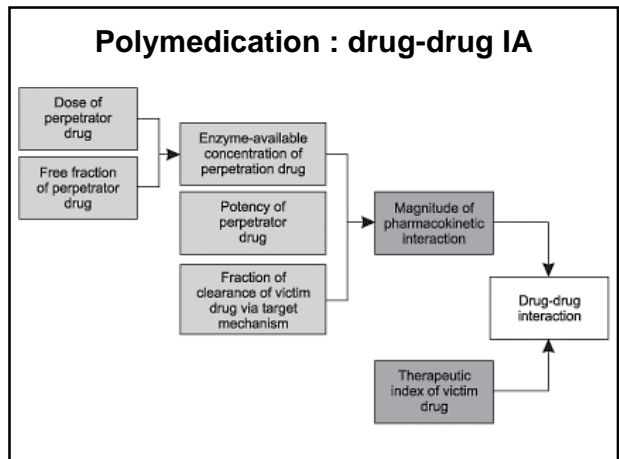 Polymedication : drug-drug IA
Dose of
perpetrator
drug
Free fraction
of perpetrator
drug
Enzyme-available
concentration of
perpetration drug
Potency of
perpetrator
drug
Fraction of
clearance of victim
drug via target
mechanism
Magnitude of
pharmacokinetic
interaction
Drug-drug
interaction
Therapeutic
index of victim
drug